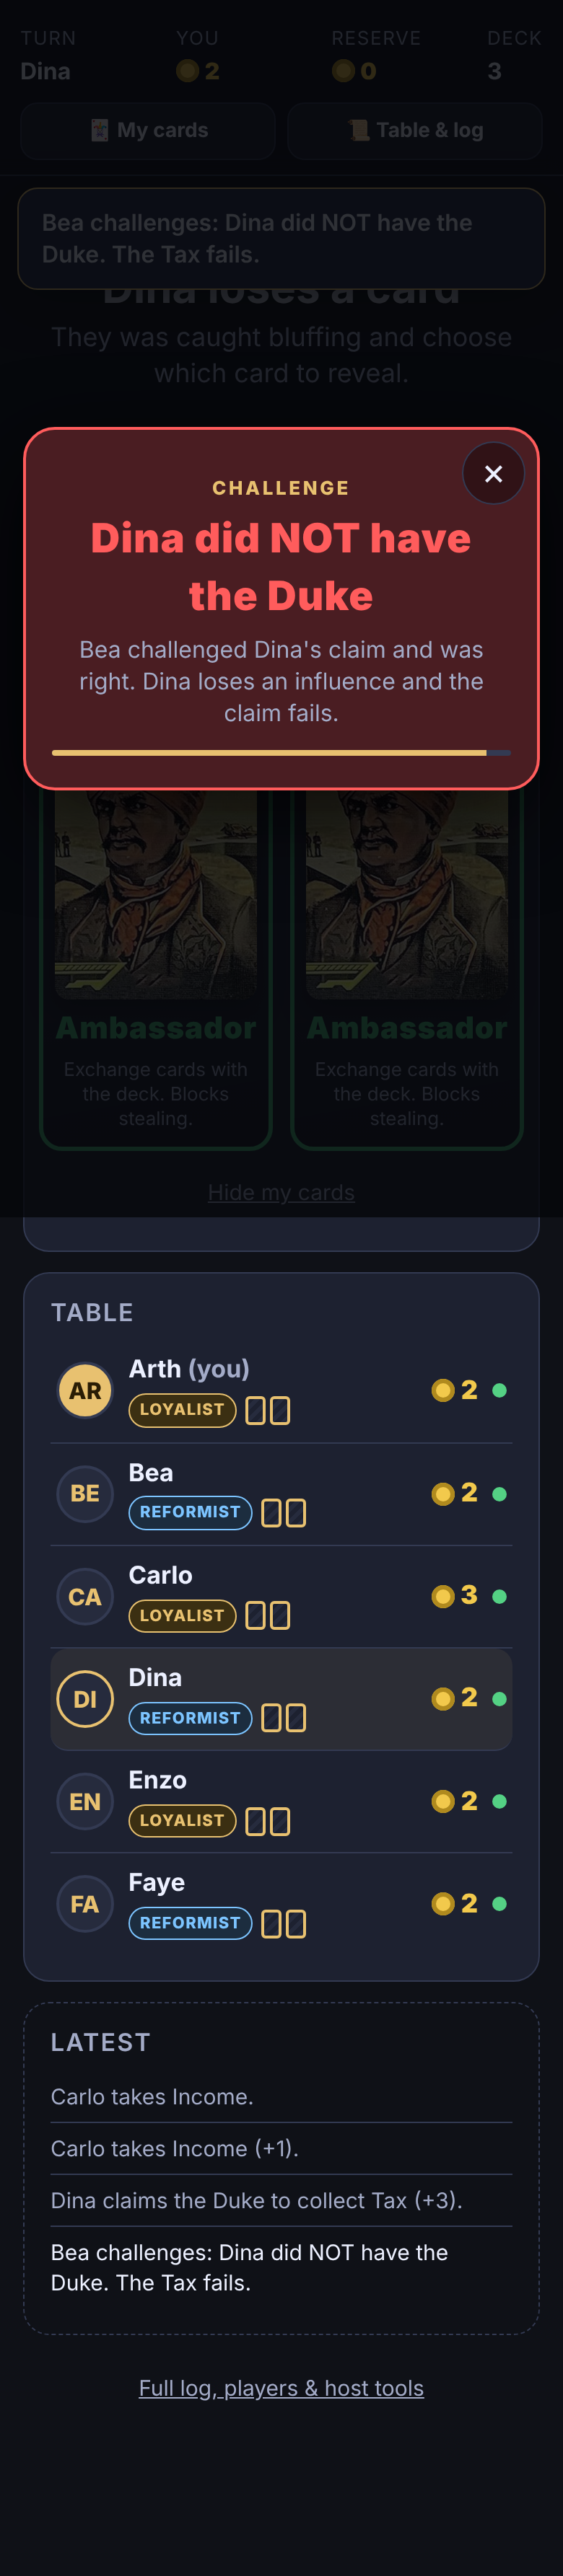 TURN YOU RESERVE DECK
Dina 2 0 3
My cards Table & log
Bea challenges: Dina did NOT have the
Duke. The Tax fails.
Dina loses a card
They was caught bluffing and choose
which card to reveal.
CHALLENGE
Dina did NOT have
the Duke
Bea challenged Dina's claim and was
right. Dina loses an influence and the
claim fails.
Ambassador Ambassador
Exchange cards with Exchange cards with
the deck. Blocks the deck. Blocks
stealing. stealing.
Hide my cards
TABLE
AR Arth (you) 2
LOYALIST
BE Bea 2
REFORMIST
CA Carlo 3
LOYALIST
DI Dina 2
REFORMIST
EN Enzo 2
LOYALIST
FA Faye 2
REFORMIST
LATEST
Carlo takes Income.
Carlo takes Income (+1).
Dina claims the Duke to collect Tax (+3).
Bea challenges: Dina did NOT have the
Duke. The Tax fails.
Full log, players & host tools